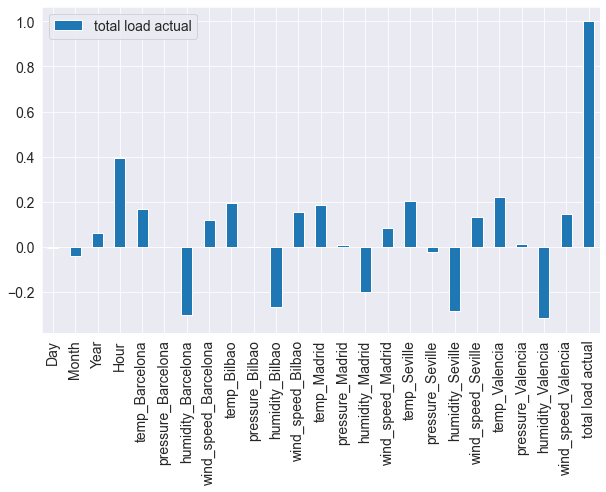 total load actual
1.0
0.8
0.6
0.4
0.2
0.0
−0.2
Day
Month
Year
Hour
temp_Barcelona
pressure_Barcelona
humidity_Barcelona
wind_speed_Barcelona
temp_Bilbao
pressure_Bilbao
humidity_Bilbao
wind_speed_Bilbao
temp_Madrid
pressure_Madrid
humidity_Madrid
wind_speed_Madrid
temp_Seville
pressure_Seville
humidity_Seville
wind_speed_Seville
temp_Valencia
pressure_Valencia
humidity_Valencia
wind_speed_Valencia
total load actual